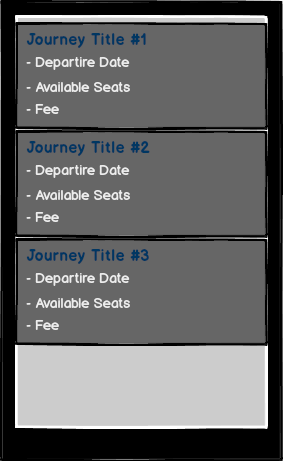 Journey Title #1
- Departire Date
- Available Seats
- Fee
Journey Title #2
- Departire Date
- Available Seats
- Fee
Journey Title #3
- Departire Date
- Available Seats
- Fee